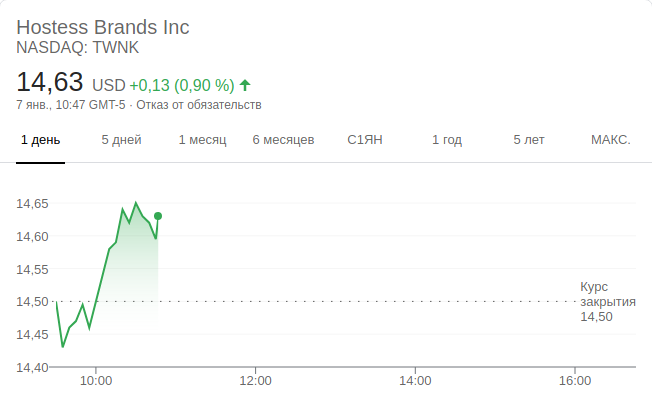 Hostess Brands Inc
NASDAQ: TWNK
14,63 USD +0,13 (0,90 %)
7 янв., 10:47 GMT-5 · Отказ от обязательств
1 день 5 дней 1 месяц 6 месяцев С1ЯН 1 год 5 лет МАКС.
14,65
14,60
14,55
14,50
14,45
14,40
Курс
закрытия
14,50
10:00 12:00 14:00 16:00